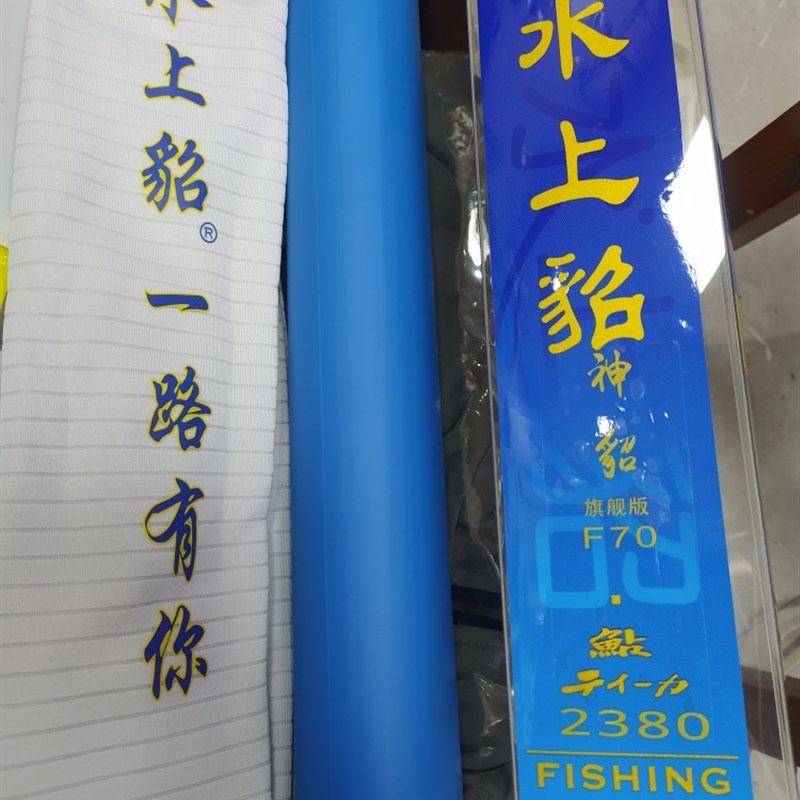 水上貂®一路有你
水上貂
神貂
旗舰版
F70
鮎
ティーカ
2380
FISHING